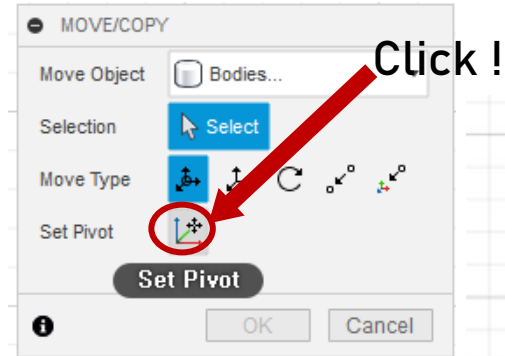 MOVE/COPY
Click !
Move Object Bodies...
Selection Select
Move Type
Set Pivot
Set Pivot
OK Cancel